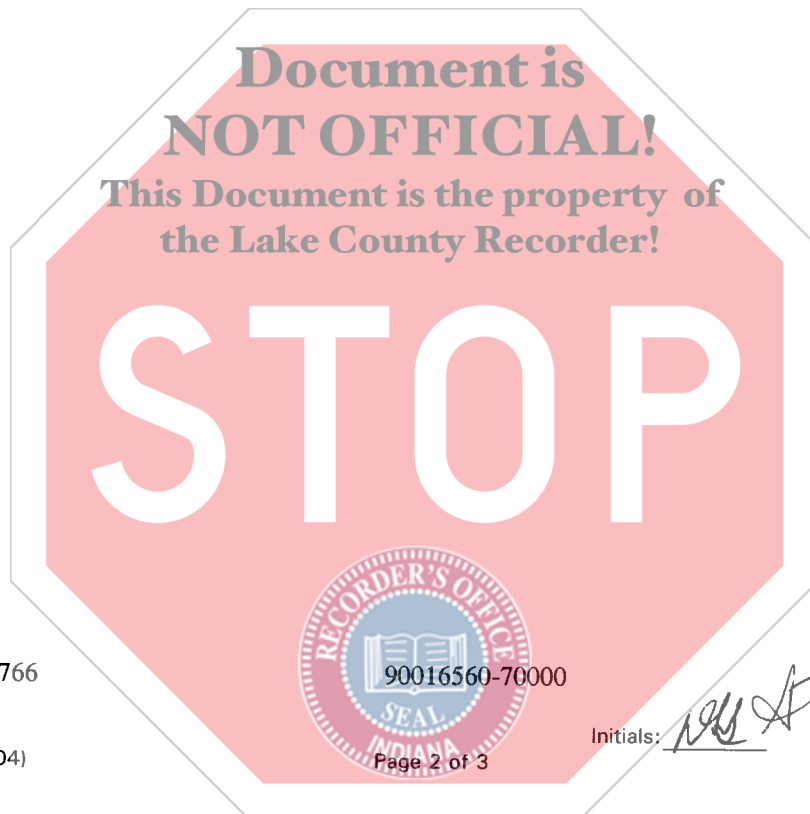 Document is
NOT OFFICIAL!
This Document is the property of
the Lake County Recorder!
STOP
RECORDER'S OFFICE
SEAL
INDIANA
766
90016560-70000
Initials:
04)
Page 2 of 3